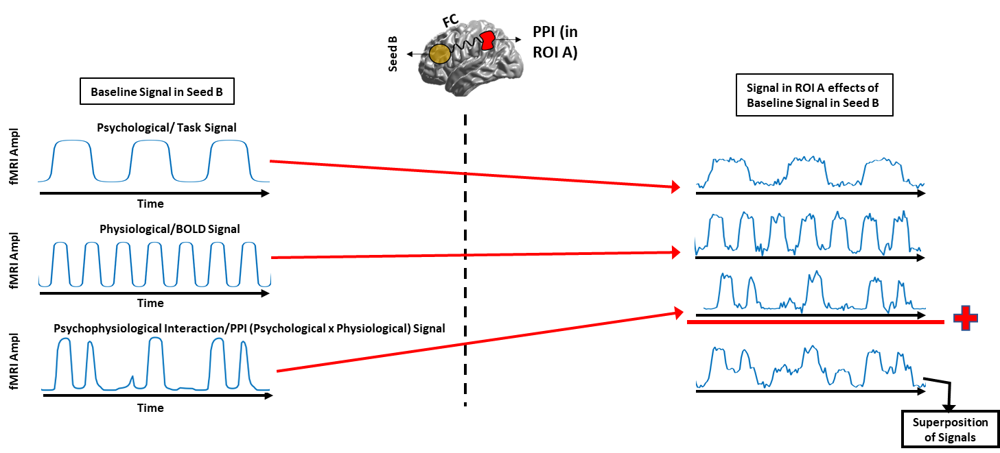 FC
Seed B
PPI (in
ROI A)
Baseline Signal in Seed B
Psychological/ Task Signal
fMRI Ampl
Time
Physiological/BOLD Signal
fMRI Ampl
Time
Psychophysiological Interaction/PPI (Psychological x Physiological) Signal
fMRI Ampl
Time
Signal in ROI A effects of
Baseline Signal in Seed B
Superposition
of Signals